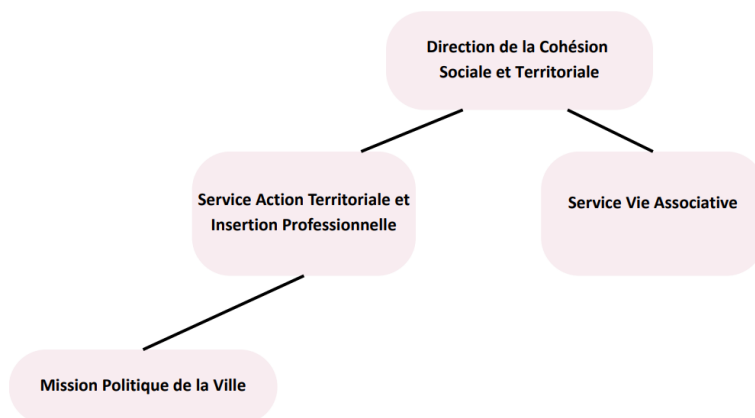 Direction de la Cohésion
Sociale et Territoriale
Service Action Territoriale et
Insertion Professionnelle
Service Vie Associative
Mission Politique de la Ville